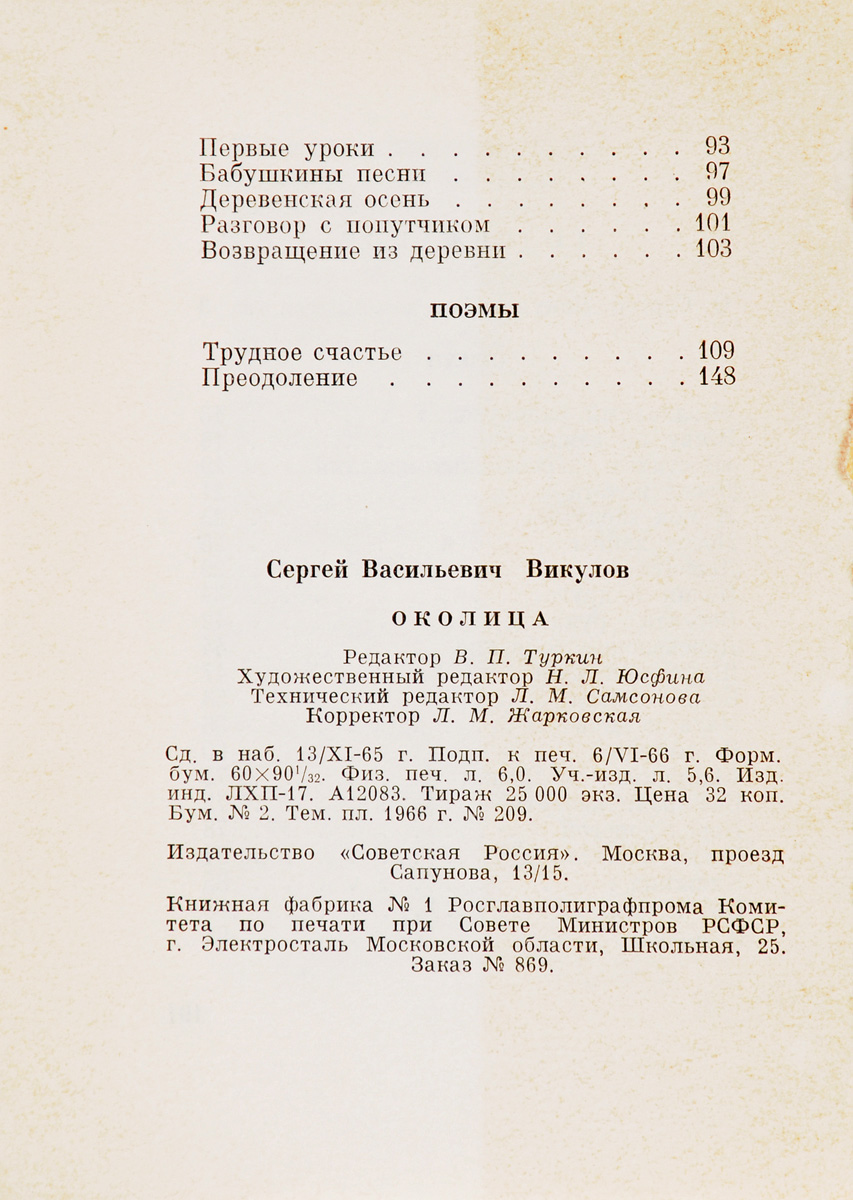 Первые уроки . . . . . . . . . . 93
Бабушкины песни . . . . . . . . 97
Деревенская осень . . . . . . . . 99
Разговор с попутчиком . . . . . . 101
Возвращение из деревни . . . . . . 103
ПОЭМЫ
Трудное счастье . . . . . . . . . 109
Преодоление . . . . . . . . . . 148
Сергей Васильевич Викулов
ОКОЛИЦА
Редактор В. П. Туркин
Художественный редактор Н. Л. Юсфина
Технический редактор Л. М. Самсонова
Корректор Л. М. Жарковская
Сд. в наб. 13/XI-65 г. Подп. к печ. 6/VI-66 г. Форм.
бум. 60×90¹/₃₂. Физ. печ. л. 6,0. Уч.-изд. л. 5,6. Изд.
инд. ЛХП-17. А12083. Тираж 25 000 экз. Цена 32 коп.
Бум. № 2. Тем. пл. 1966 г. № 209.
Издательство «Советская Россия». Москва, проезд
Сапунова, 13/15.
Книжная фабрика № 1 Росглавполиграфпрома Коми-
тета по печати при Совете Министров РСФСР,
г. Электросталь Московской области, Школьная, 25.
Заказ № 869.